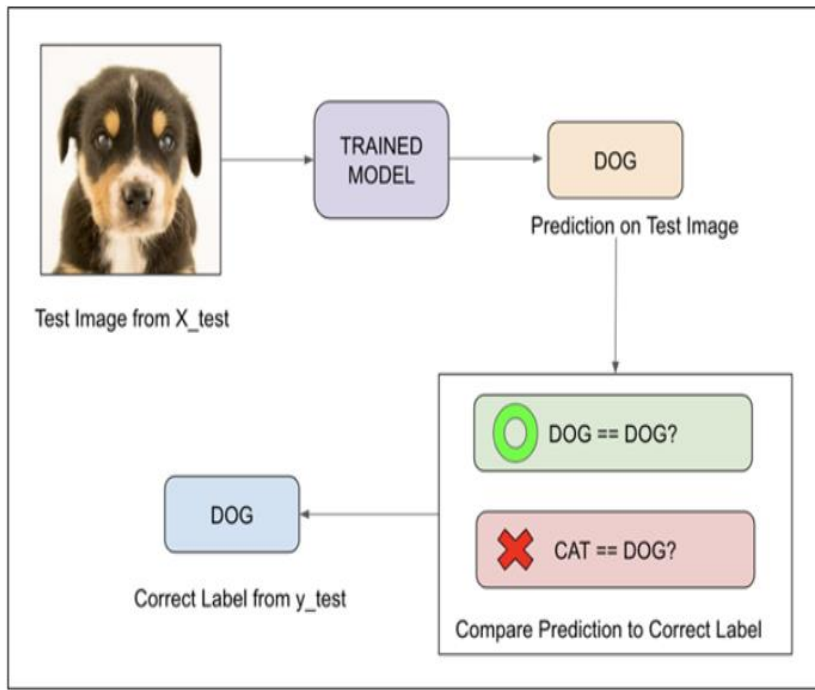 TRAINED
MODEL
DOG
Prediction on Test Image
Test Image from X_test
DOG == DOG?
CAT == DOG?
Compare Prediction to Correct Label
DOG
Correct Label from y_test